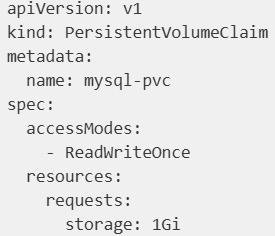 apiVersion: v1
kind: PersistentVolumeClaim
metadata:
  name: mysql-pvc
spec:
  accessModes:
    - ReadWriteOnce
  resources:
    requests:
      storage: 1Gi